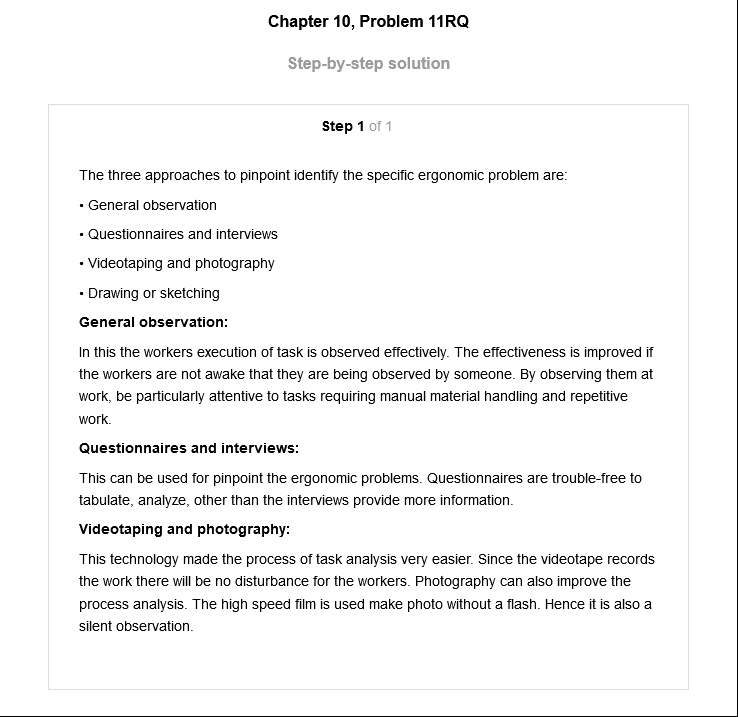 Chapter 10, Problem 11RQ
Step-by-step solution
Step 1 of 1
The three approaches to pinpoint identify the specific ergonomic problem are:
• General observation
• Questionnaires and interviews
• Videotaping and photography
• Drawing or sketching
General observation:
In this the workers execution of task is observed effectively. The effectiveness is improved if
the workers are not awake that they are being observed by someone. By observing them at
work, be particularly attentive to tasks requiring manual material handling and repetitive
work.
Questionnaires and interviews:
This can be used for pinpoint the ergonomic problems. Questionnaires are trouble-free to
tabulate, analyze, other than the interviews provide more information.
Videotaping and photography:
This technology made the process of task analysis very easier. Since the videotape records
the work there will be no disturbance for the workers. Photography can also improve the
process analysis. The high speed film is used make photo without a flash. Hence it is also a
silent observation.